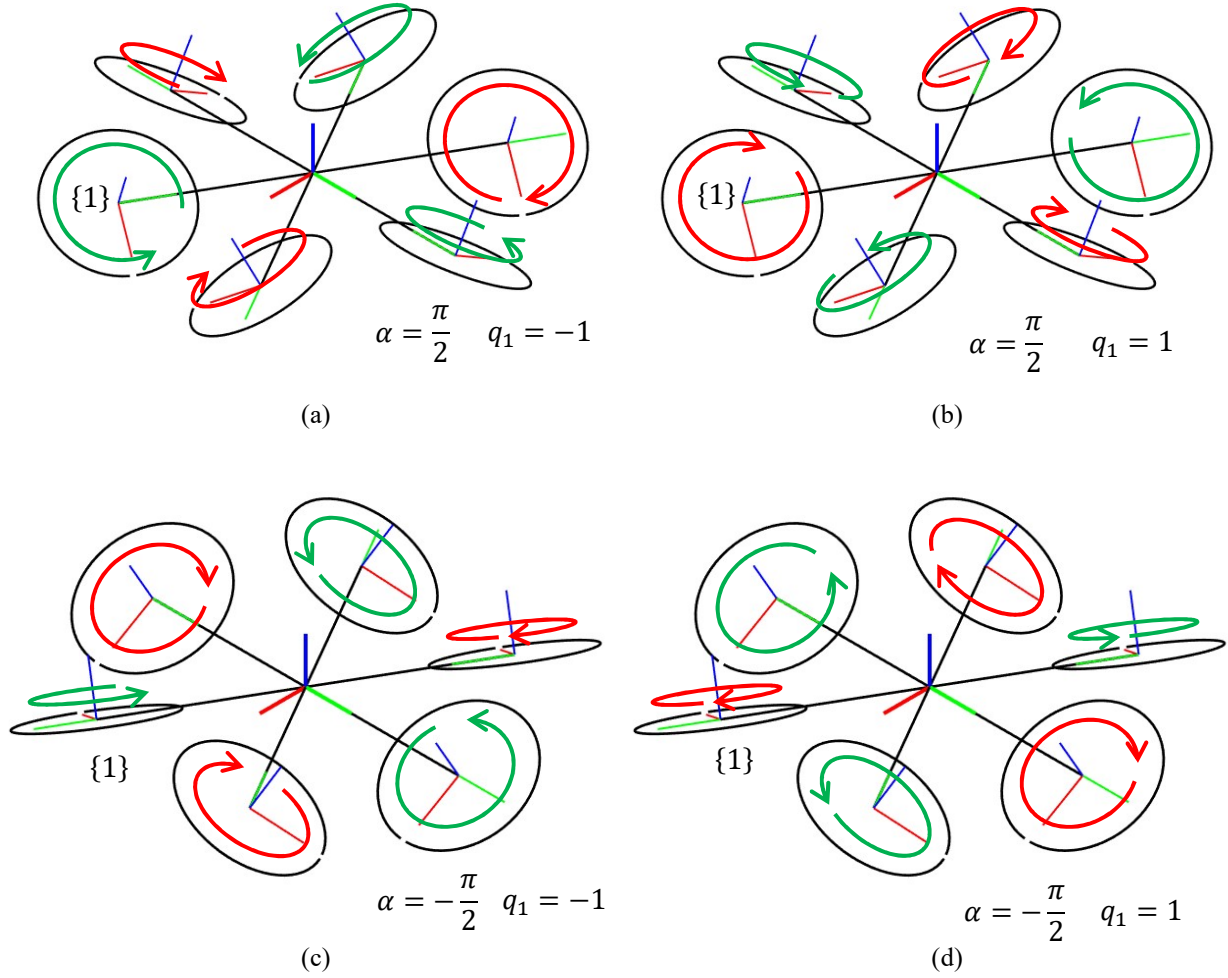 {1}
α = π/2 q₁ = −1
(a)
{1}
α = π/2 q₁ = 1
(b)
{1}
α = −π/2 q₁ = −1
(c)
{1}
α = −π/2 q₁ = 1
(d)